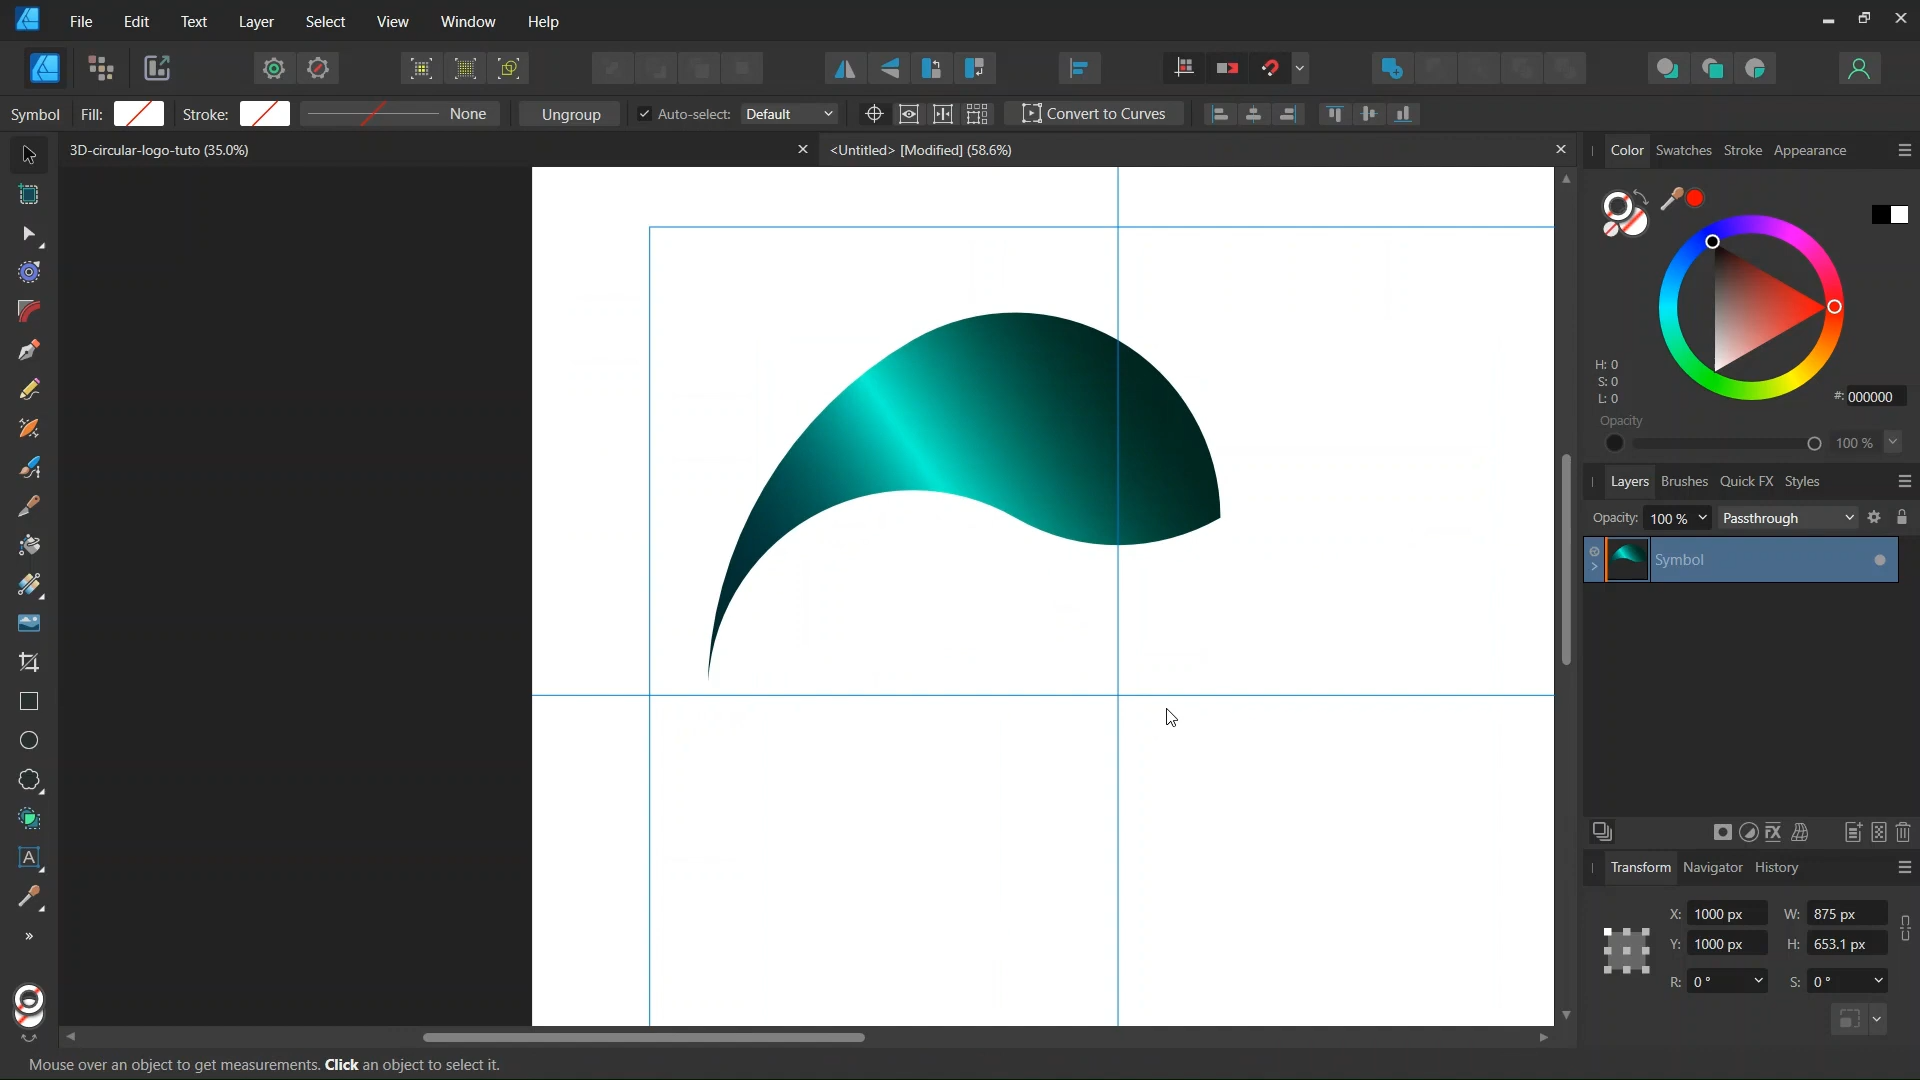 File Edit Text Layer Select View Window Help
Symbol Fill: Stroke: None Ungroup Auto-select: Default Convert to Curves
3D-circular-logo-tuto (35.0%) <Untitled> [Modified] (58.6%)
Color Swatches Stroke Appearance
H: 0
S: 0
L: 0
#: 000000
Opacity
100 %
Layers Brushes Quick FX Styles
Opacity: 100 % Passthrough
Symbol
Transform Navigator History
X: 1000 px W: 875 px
Y: 1000 px H: 653.1 px
R: 0 ° S: 0 °
Mouse over an object to get measurements. Click an object to select it.